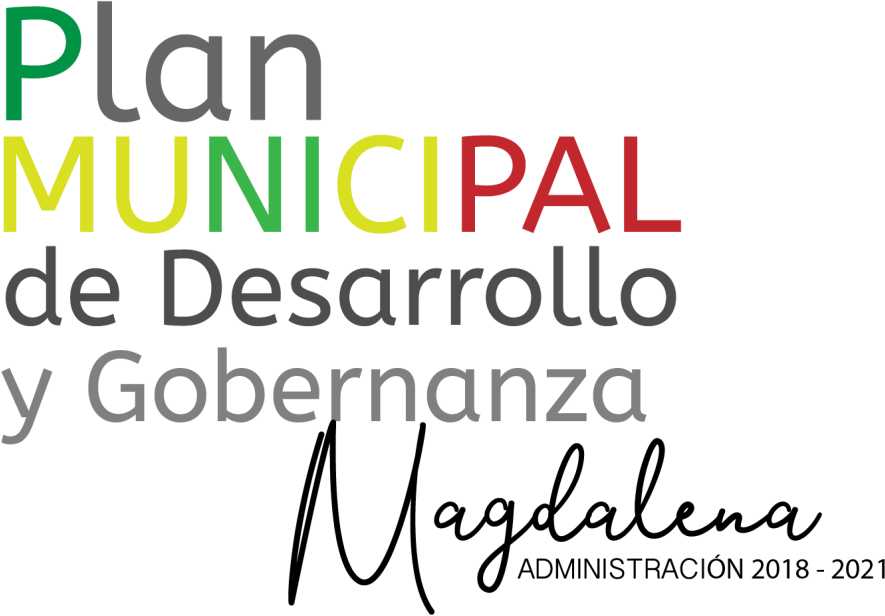 Plan
MUNICIPAL
de Desarrollo
y Gobernanza
Magdalena
ADMINISTRACIÓN 2018 - 2021